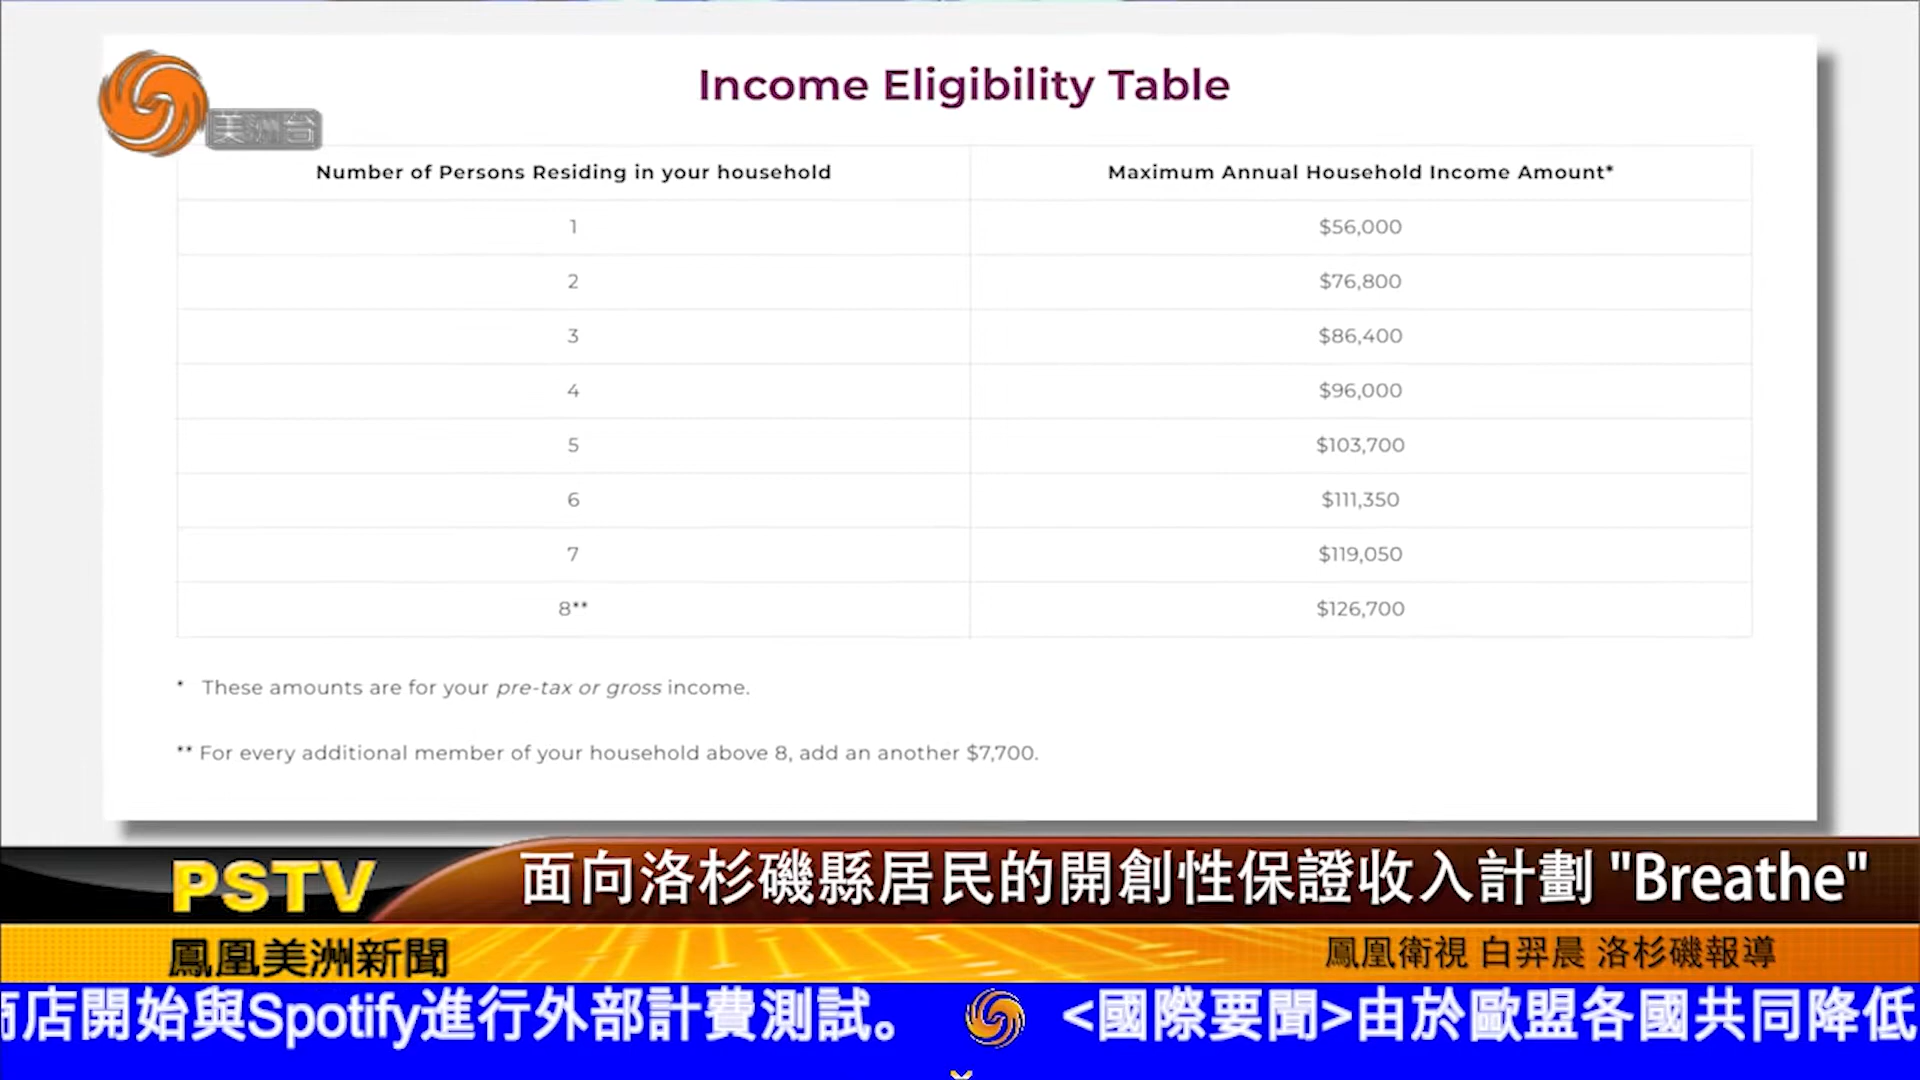 Income Eligibility Table
美洲台
Number of Persons Residing in your household
Maximum Annual Household Income Amount*
1
$56,000
2
$76,800
3
$86,400
4
$96,000
5
$103,700
6
$111,350
7
$119,050
8**
$126,700
* These amounts are for your pre-tax or gross income.
** For every additional member of your household above 8, add an another $7,700.
PSTV
面向洛杉磯縣居民的開創性保證收入計劃 "Breathe"
鳳凰美洲新聞
鳳凰衛視 白羿晨 洛杉磯報導
店開始與Spotify進行外部計費測試。
<國際要聞>由於歐盟各國共同降低